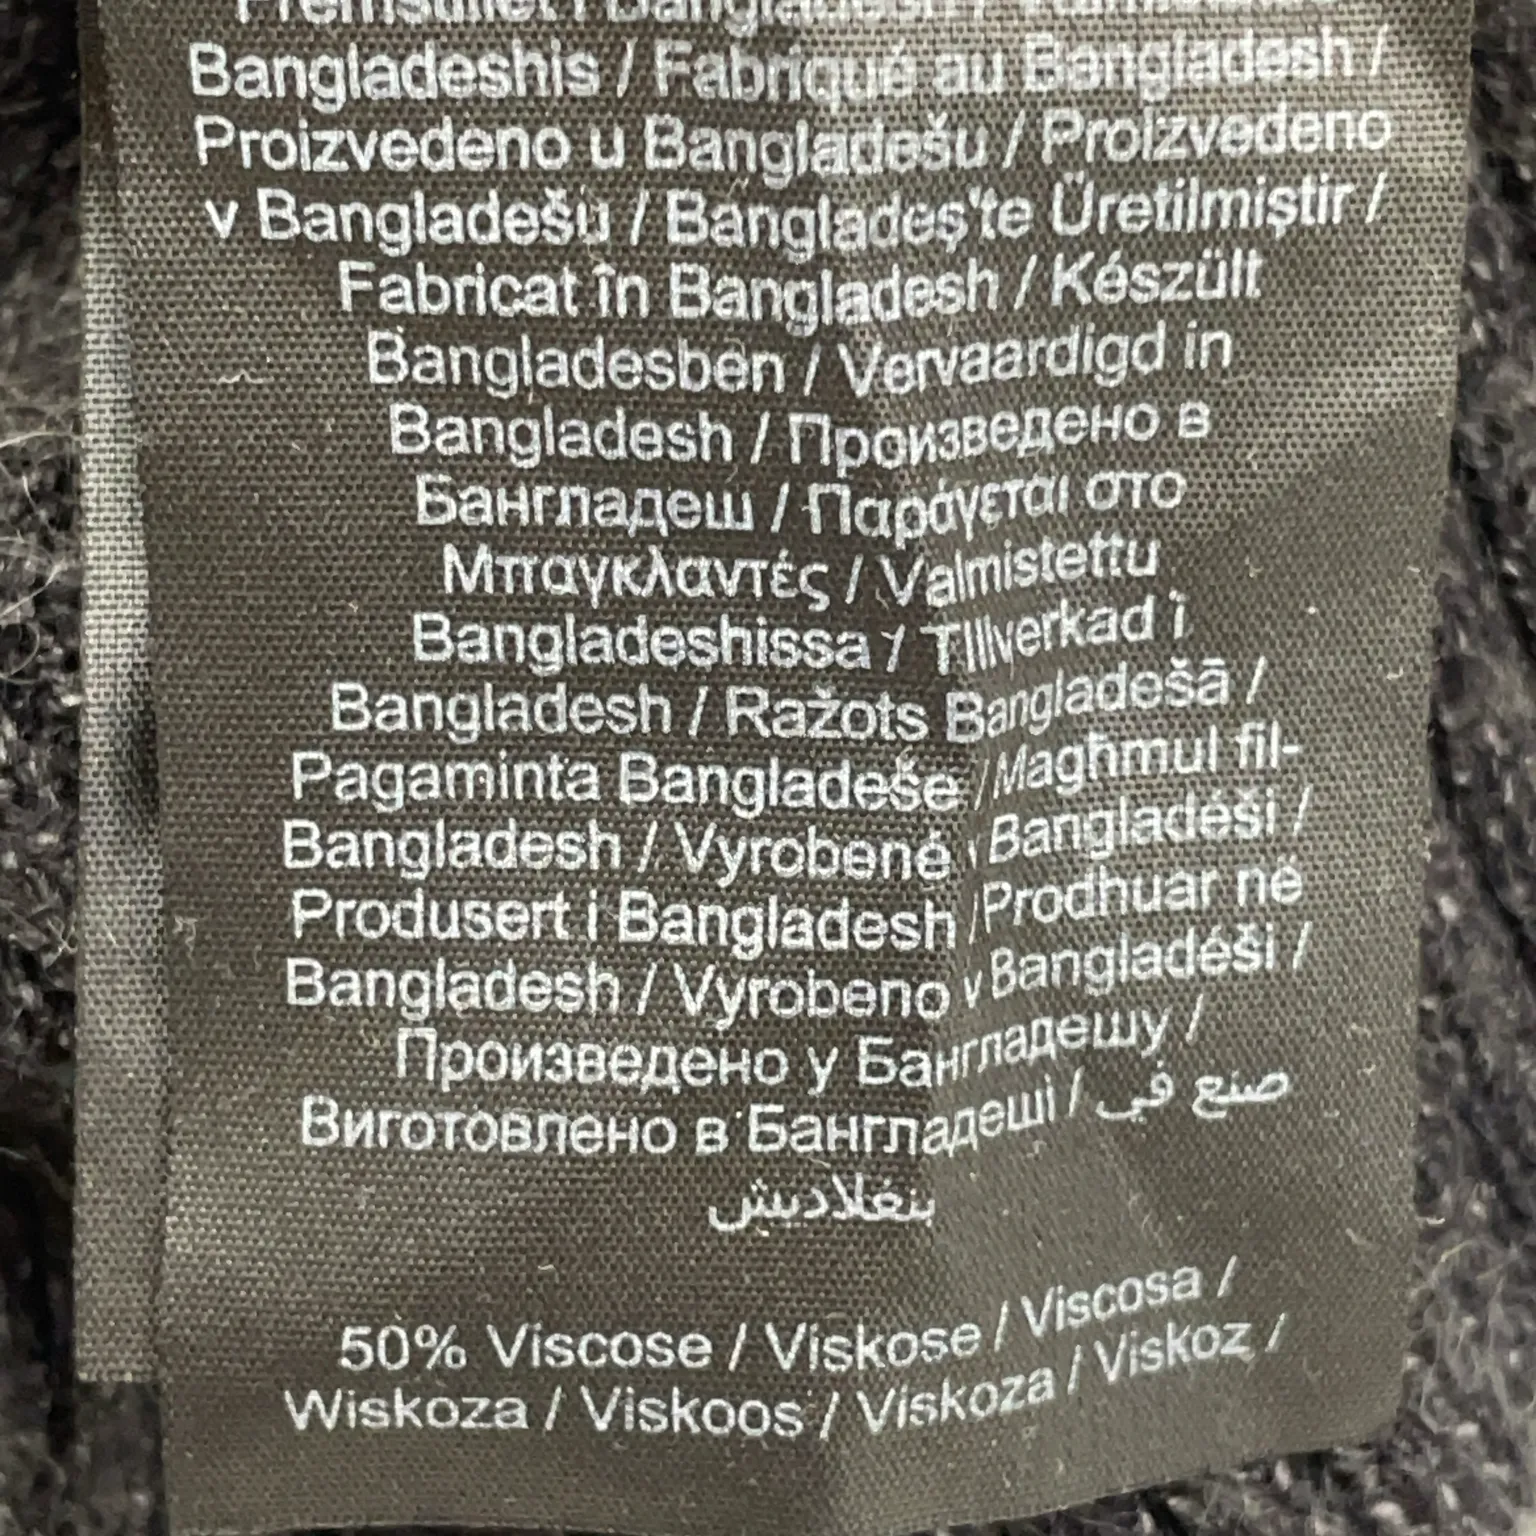 Fremstillet i Bangladesh /
Bangladeshis / Fabriqué au Bangladesh /
Proizvedeno u Bangladešu / Proizvedeno
v Bangladešu / Bangladeş'te Üretilmiştir /
Fabricat în Bangladesh / Készült
Bangladesben / Vervaardigd in
Bangladesh / Произведено в
Бангладеш / Παράγεται στο
Μπαγκλαντές / Valmistettu
Bangladeshissa / Tillverkad i
Bangladesh / Ražots Bangladešā /
Pagaminta Bangladeše / Magħmul fil-
Bangladesh / Vyrobené v Bangladéši /
Produsert i Bangladesh / Prodhuar në
Bangladesh / Vyrobeno v Bangladéši /
Произведено у Бангладешу /
Виготовлено в Бангладеші / صنع في
بنغلاديش
50% Viscose / Viskose / Viscosa /
Wiskoza / Viskoos / Viskoza / Viskoz /